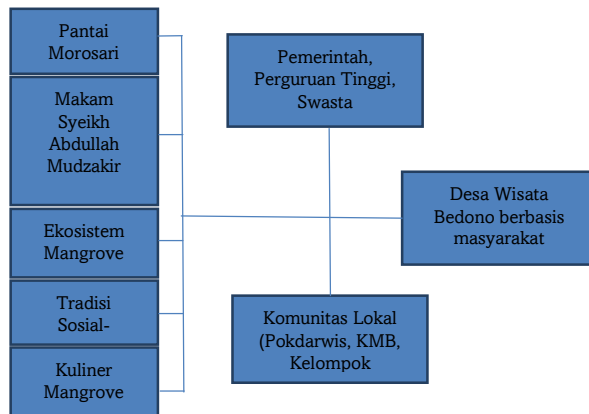 Pantai
Morosari
Makam
Syeikh
Abdullah
Mudzakir
Ekosistem
Mangrove
Tradisi
Sosial-
Kuliner
Mangrove
Pemerintah,
Perguruan Tinggi,
Swasta
Komunitas Lokal
(Pokdarwis, KMB,
Kelompok
Desa Wisata
Bedono berbasis
masyarakat